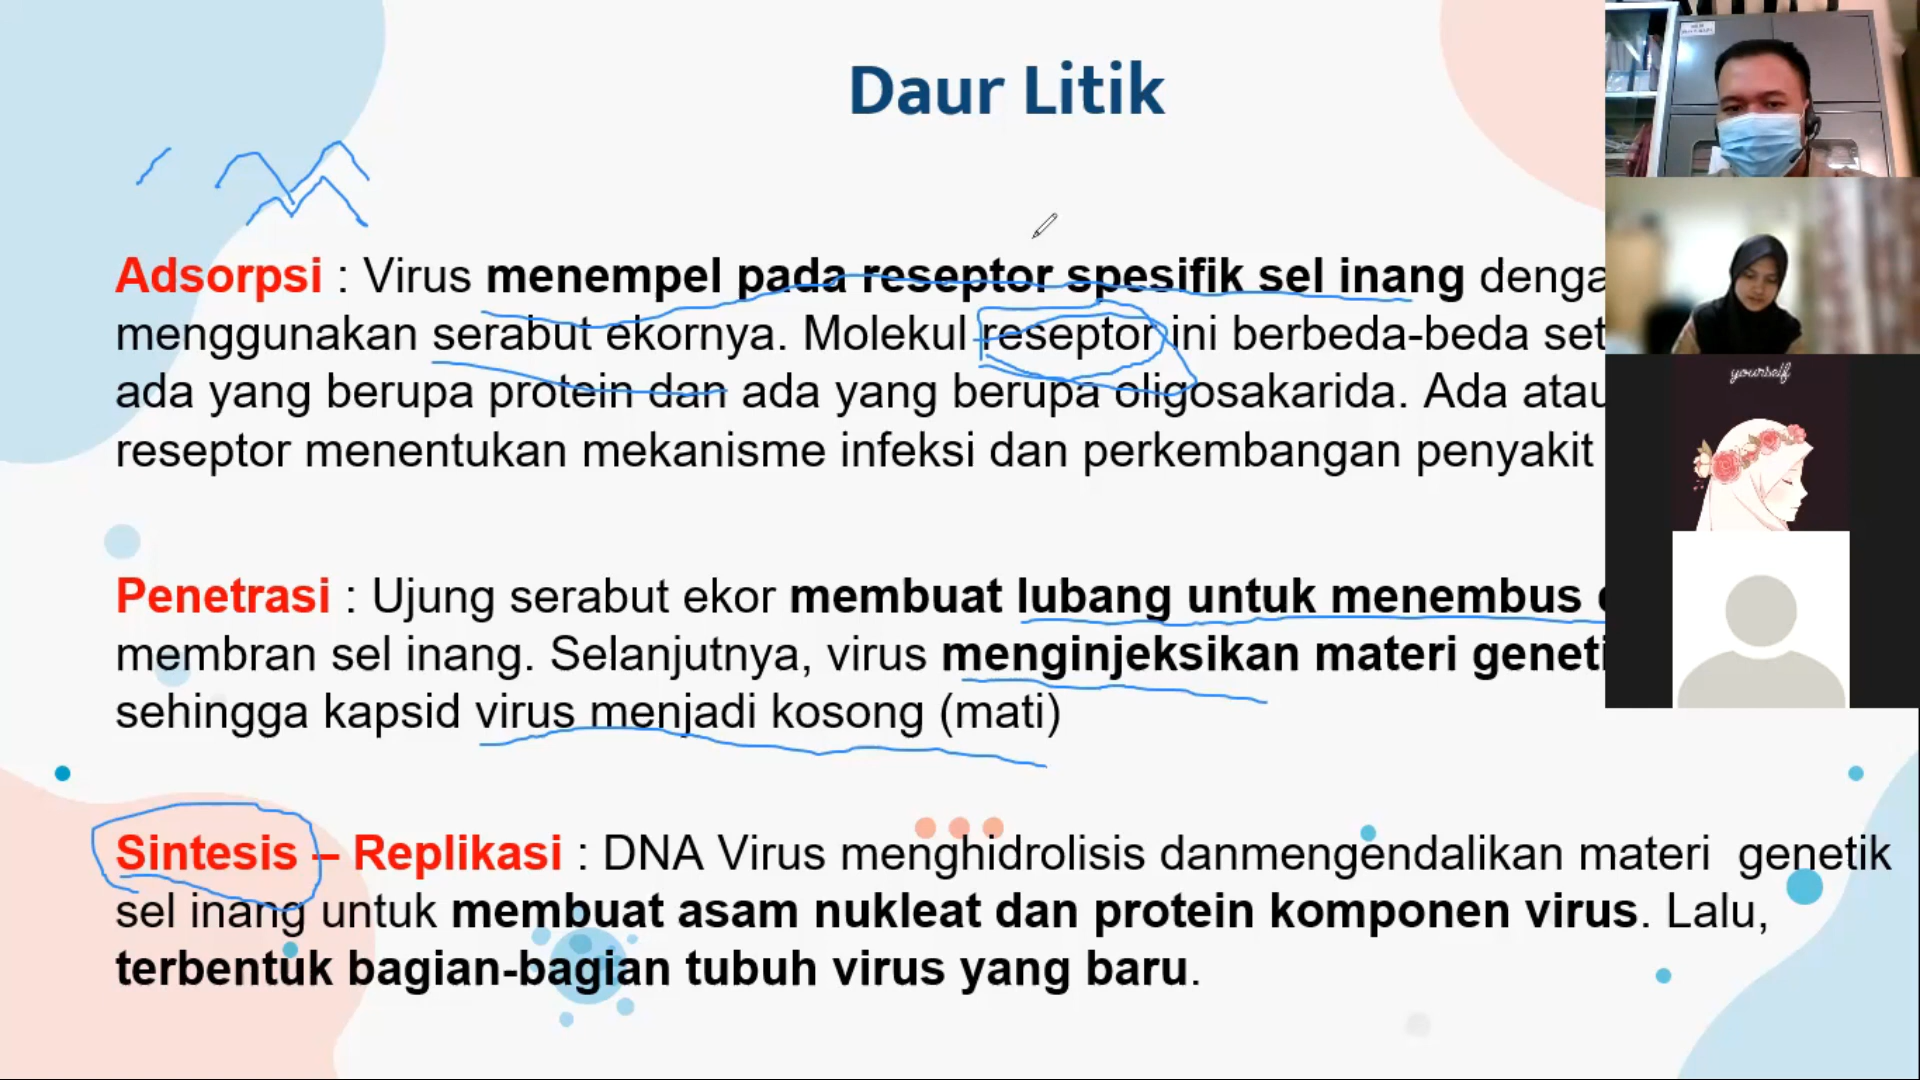 Daur Litik
Adsorpsi : Virus menempel pada reseptor spesifik sel inang
menggunakan serabut ekornya. Molekul reseptor ini berbeda-beda
ada yang berupa protein dan ada yang berupa oligosakarida. Ada
reseptor menentukan mekanisme infeksi dan perkembangan penyakit
Penetrasi : Ujung serabut ekor membuat lubang untuk menembus
membran sel inang. Selanjutnya, virus menginjeksikan materi
sehingga kapsid virus menjadi kosong (mati)
Sintesis – Replikasi : DNA Virus menghidrolisis danmengendalikan materi genetik
sel inang untuk membuat asam nukleat dan protein komponen virus. Lalu,
terbentuk bagian-bagian tubuh virus yang baru.
yourself